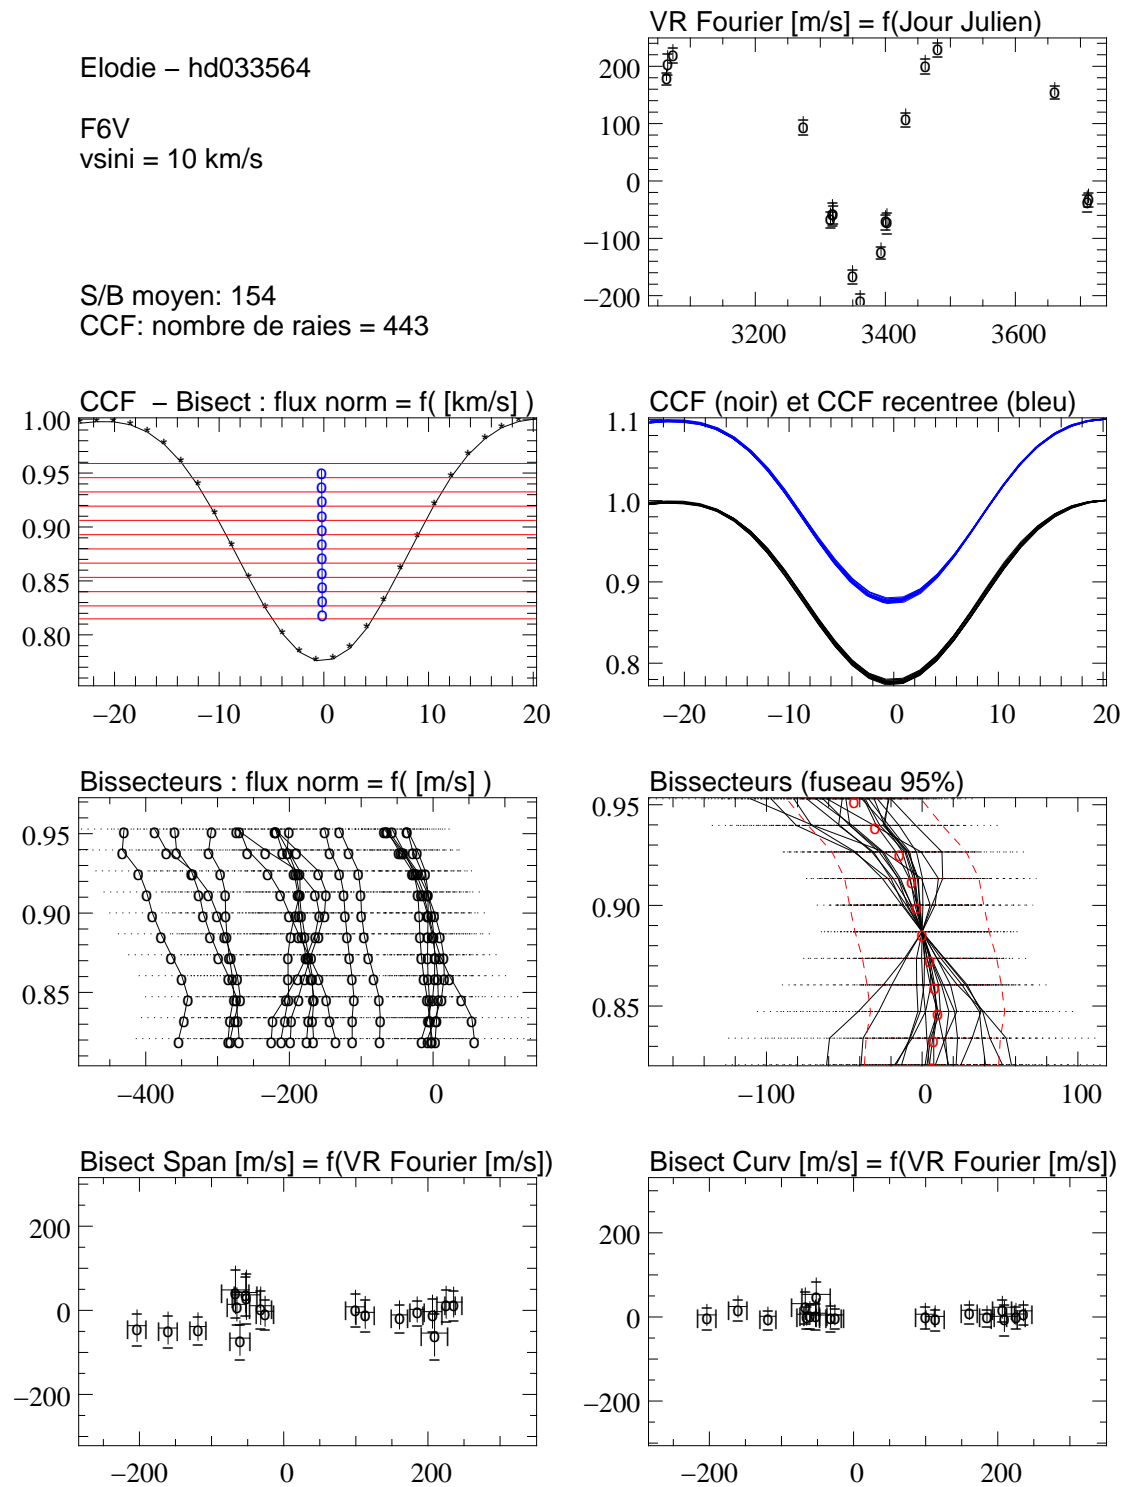 Elodie – hd033564
F6V
vsini = 10 km/s
S/B moyen: 154
CCF: nombre de raies = 443
VR Fourier [m/s] = f(Jour Julien)
200
100
0
−100
−200
3200 3400 3600
CCF – Bisect : flux norm = f( [km/s] )
1.00
0.95
0.90
0.85
0.80
−20 −10 0 10 20
CCF (noir) et CCF recentree (bleu)
1.1
1.0
0.9
0.8
−20 −10 0 10 20
Bissecteurs : flux norm = f( [m/s] )
0.95
0.90
0.85
−400 −200 0
Bissecteurs (fuseau 95%)
0.95
0.90
0.85
−100 0 100
Bisect Span [m/s] = f(VR Fourier [m/s])
200
0
−200
−200 0 200
Bisect Curv [m/s] = f(VR Fourier [m/s])
200
0
−200
−200 0 200